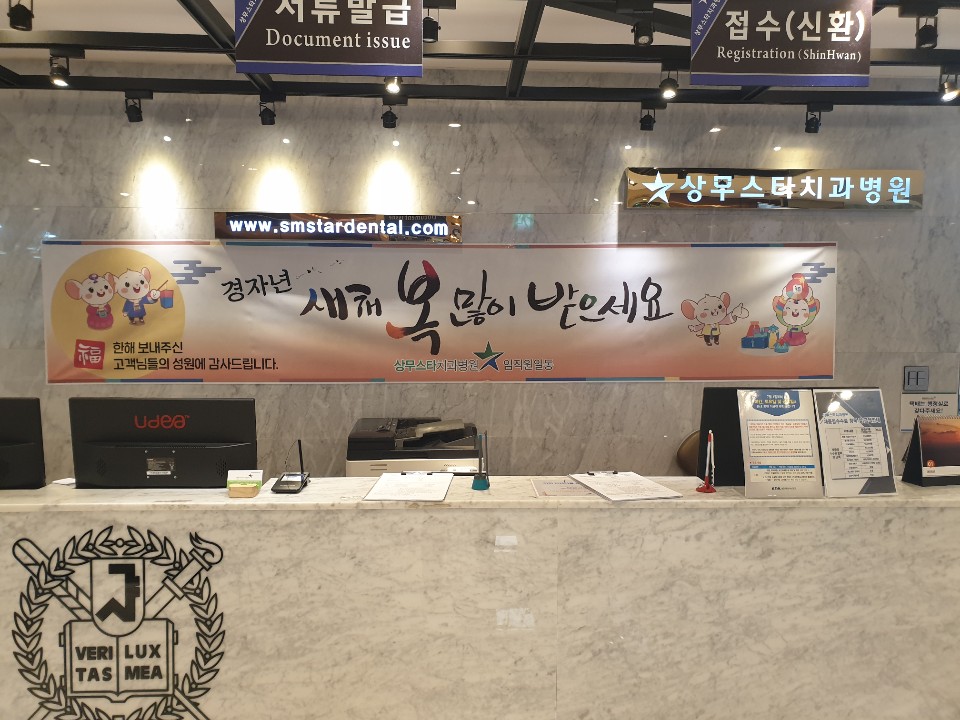 서류발급
Document issue
접수(신환)
Registration (ShinHwan)
상무스타치과병원
www.smstardental.com
경자년 새해 복 많이 받으세요
福
한해 보내주신
고객님들의 성원에 감사드립니다.
상무스타치과병원 임직원일동
udea
VERI LUX
TAS MEA